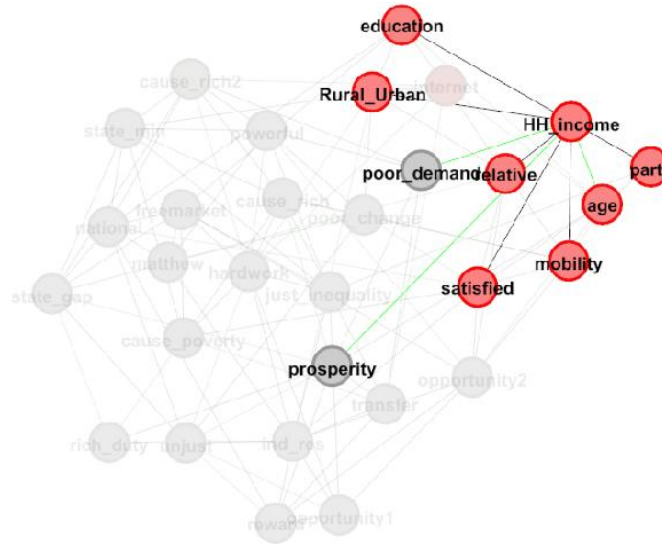 education
cause_rich2
internet
Rural_Urban
state_min
powerful
HH_income
poor_demand
relative
part
cause_rich
age
freemarket
poor_change
national
matthew
hardwork
mobility
state_gap
just_inequality
satisfied
cause_poverty
prosperity
opportunity2
transfer
rich_duty
unjust
ind_res
reward
opportunity1